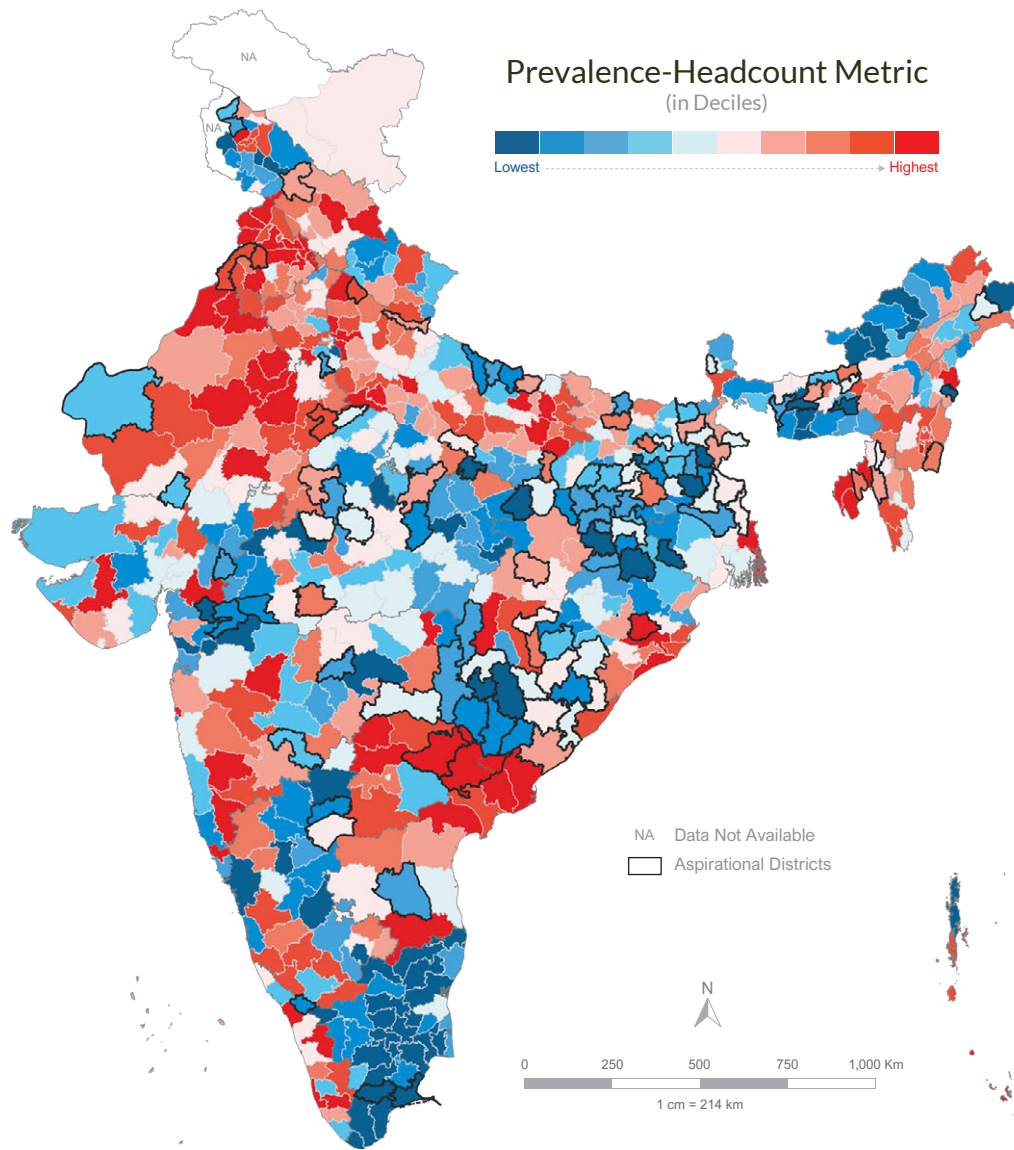 NA
Prevalence-Headcount Metric
(in Deciles)
NA
Lowest
Highest
NA Data Not Available
Aspirational Districts
N
0 250 500 750 1,000 Km
1 cm = 214 km